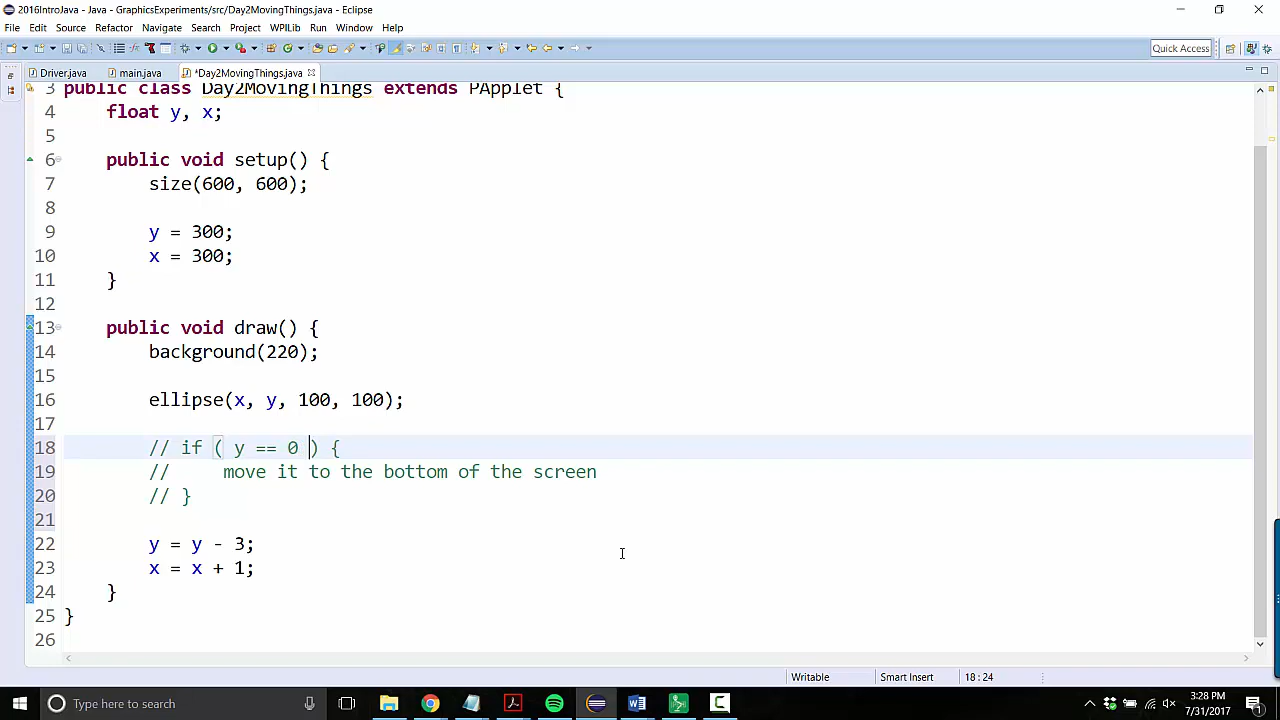 2016IntroJava - Java - GraphicsExperiments/src/Day2MovingThings.java - Eclipse
File Edit Source Refactor Navigate Search Project WPILib Run Window Help
Quick Access
Driver.java main.java *Day2MovingThings.java
3 public class Day2MovingThings extends PApplet {
4 float y, x;
5
6 public void setup() {
7 size(600, 600);
8
9 y = 300;
10 x = 300;
11 }
12
13 public void draw() {
14 background(220);
15
16 ellipse(x, y, 100, 100);
17
18 // if ( y == 0 ) {
19 // move it to the bottom of the screen
20 // }
21
22 y = y - 3;
23 x = x + 1;
24 }
25 }
26
Writable Smart Insert 18 : 24
Type here to search
3:28 PM
7/31/2017